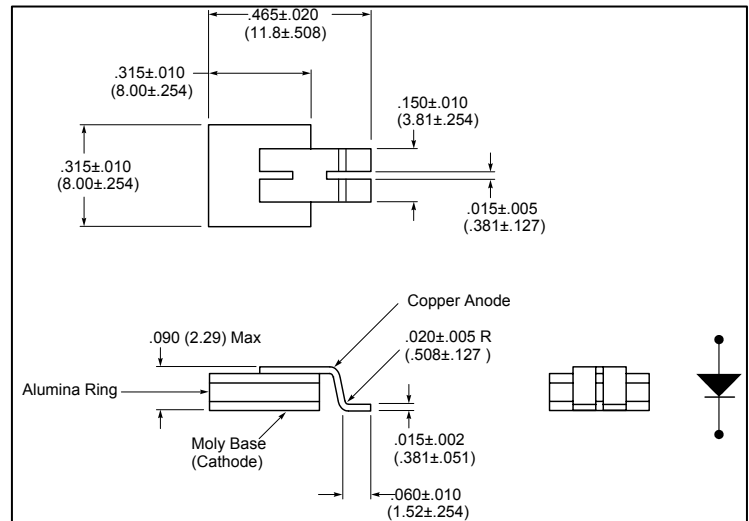 .465±.020
(11.8±.508)
.315±.010
(8.00±.254)
.150±.010
(3.81±.254)
.315±.010
(8.00±.254)
.015±.005
(.381±.127)
Copper Anode
.090 (2.29) Max
.020±.005 R
(.508±.127 )
Alumina Ring
Moly Base
(Cathode)
.015±.002
(.381±.051)
.060±.010
(1.52±.254)